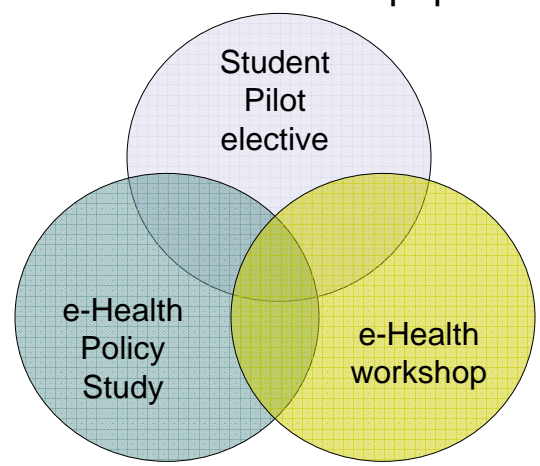 Student
Pilot
elective
e-Health
Policy
Study
e-Health
workshop